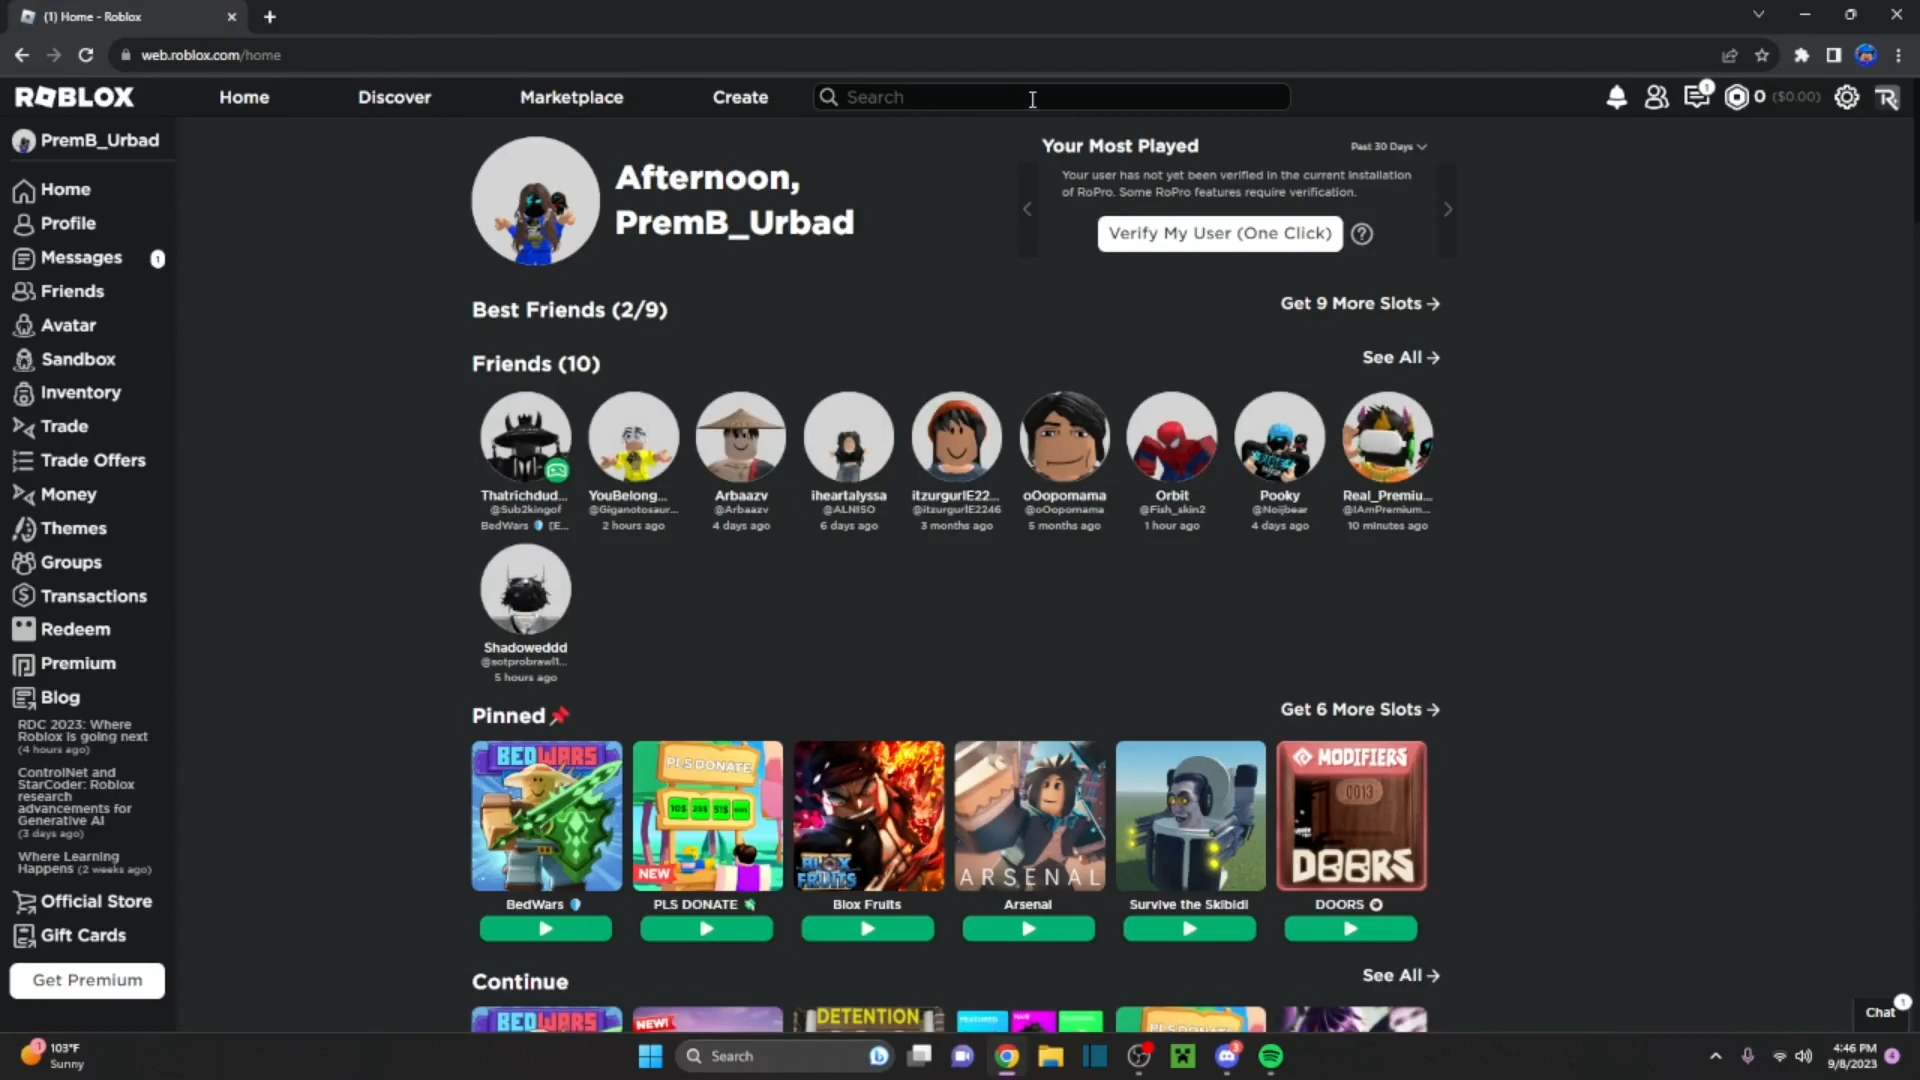 (1) Home - Roblox
web.roblox.com/home
ROBLOX
Home
Discover
Marketplace
Create
Search
1
0
($0.00)
PremB_Urbad
Home
Profile
Messages
1
Friends
Avatar
Sandbox
Inventory
Trade
Trade Offers
Money
Themes
Groups
Transactions
Redeem
Premium
Blog
RDC 2023: Where
Roblox is going next
(4 hours ago)
ControlNet and
StarCoder: Roblox
research
advancements for
Generative AI
(3 days ago)
Where Learning
Happens (2 weeks ago)
Official Store
Gift Cards
Get Premium
Afternoon,
PremB_Urbad
Your Most Played
Past 30 Days
Your user has not yet been verified in the current installation
of RoPro. Some RoPro features require verification.
Verify My User (One Click)
?
Best Friends (2/9)
Get 9 More Slots
Friends (10)
See All
Thatrichdud...
@Sub2kingof
BedWars [E...
YouBelong...
@Giganotosaur...
2 hours ago
Arbaazv
@Arbaazv
4 days ago
iheartalyssa
@ALNISO
6 days ago
itzurgurlE22...
@itzurgurlE2246
3 months ago
oOopomama
@oOopomama
5 months ago
Orbit
@Fish_skin2
1 hour ago
Pooky
@Noijbear
4 days ago
Real_Premiu...
@IAmPremium...
10 minutes ago
Shadoweddd
@sotprobrawl1...
5 hours ago
Pinned
Get 6 More Slots
BEDWARS
PLS DONATE
NEW
BLOX
FRUITS
ARSENAL
MODIFIERS
0013
DOORS
BedWars
PLS DONATE
Blox Fruits
Arsenal
Survive the Skibidi
DOORS
Continue
See All
BEDWARS
NEW!
DETENTION
PLS DONATE
Chat
1
1
103°F
Sunny
Search
3
4:46 PM
9/8/2023
4